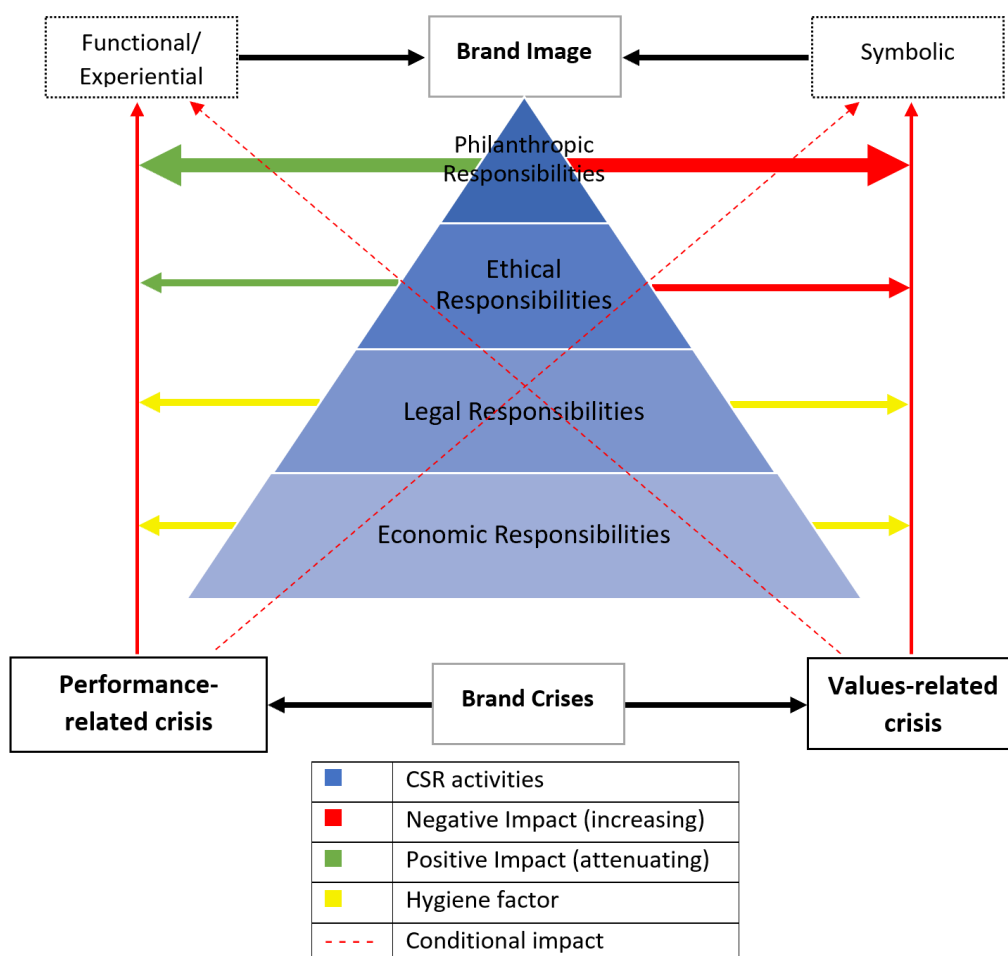 Functional/
Experiential
Brand Image
Symbolic
Philanthropic
Responsibilities
Ethical
Responsibilities
Legal Responsibilities
Economic Responsibilities
Performance-
related crisis
Brand Crises
Values-related
crisis
CSR activities
Negative Impact (increasing)
Positive Impact (attenuating)
Hygiene factor
Conditional impact